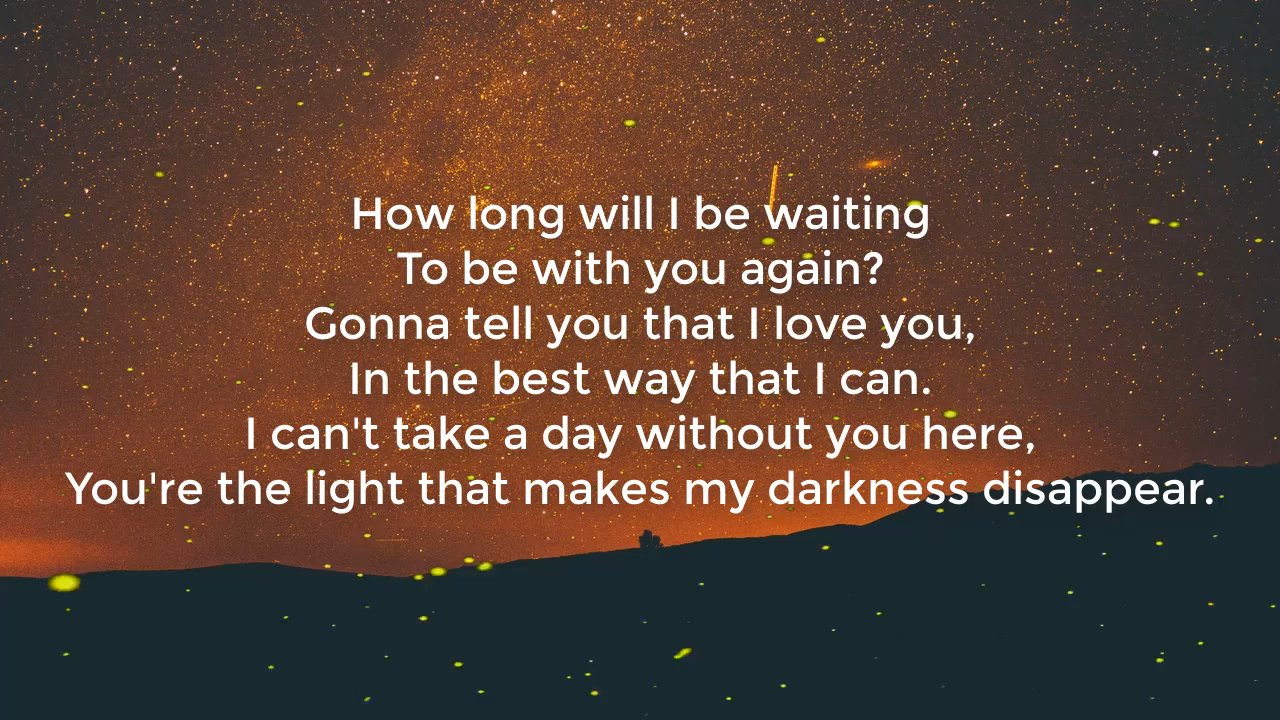 How long will I be waiting
To be with you again?
Gonna tell you that I love you,
In the best way that I can.
I can't take a day without you here,
You're the light that makes my darkness disappear.